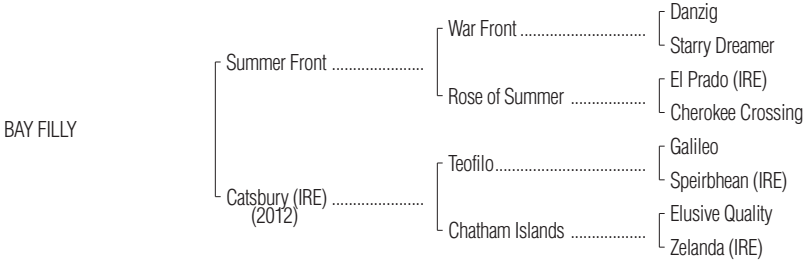 Danzig
War Front ..............................
Starry Dreamer
Summer Front ......................
El Prado (IRE)
Rose of Summer ..................
Cherokee Crossing
BAY FILLY
Galileo
Teofilo....................................
Speirbhean (IRE)
Catsbury (IRE) ......................
(2012)
Elusive Quality
Chatham Islands ..................
Zelanda (IRE)